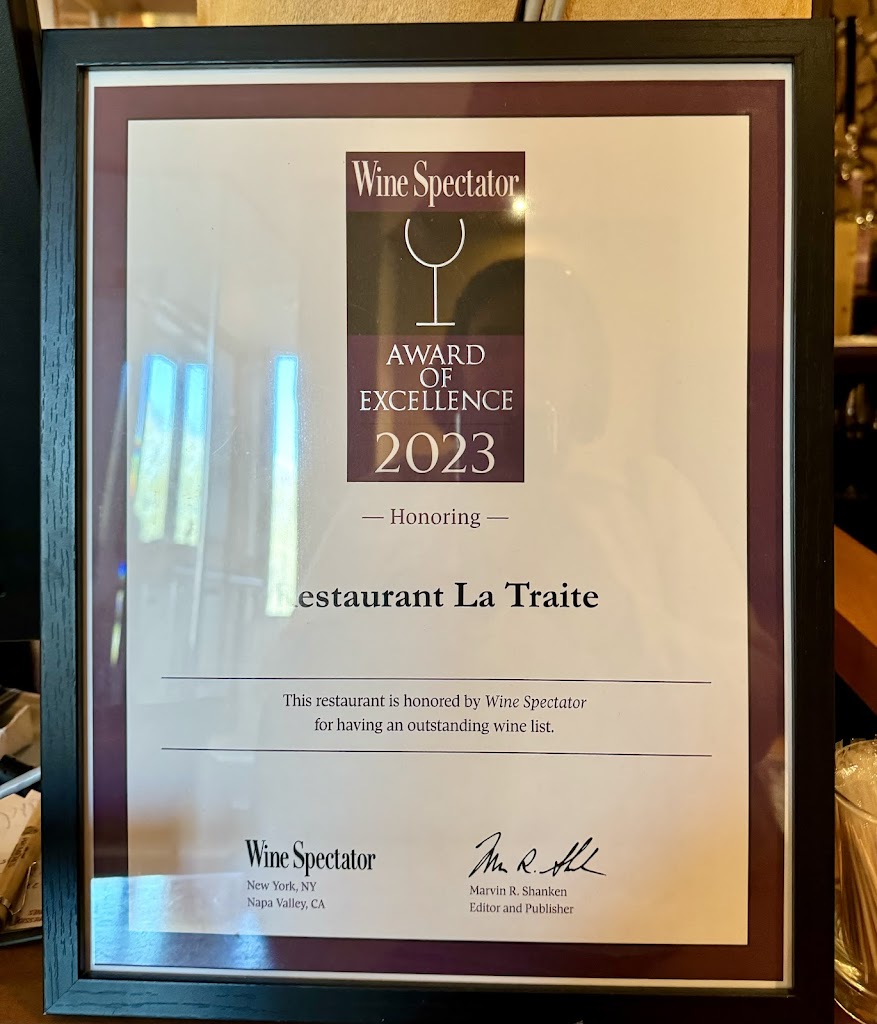 Wine Spectator
AWARD
OF
EXCELLENCE
2023
— Honoring —
Restaurant La Traite
This restaurant is honored by Wine Spectator
for having an outstanding wine list.
Wine Spectator
New York, NY
Napa Valley, CA
Marvin R. Shanken
Editor and Publisher